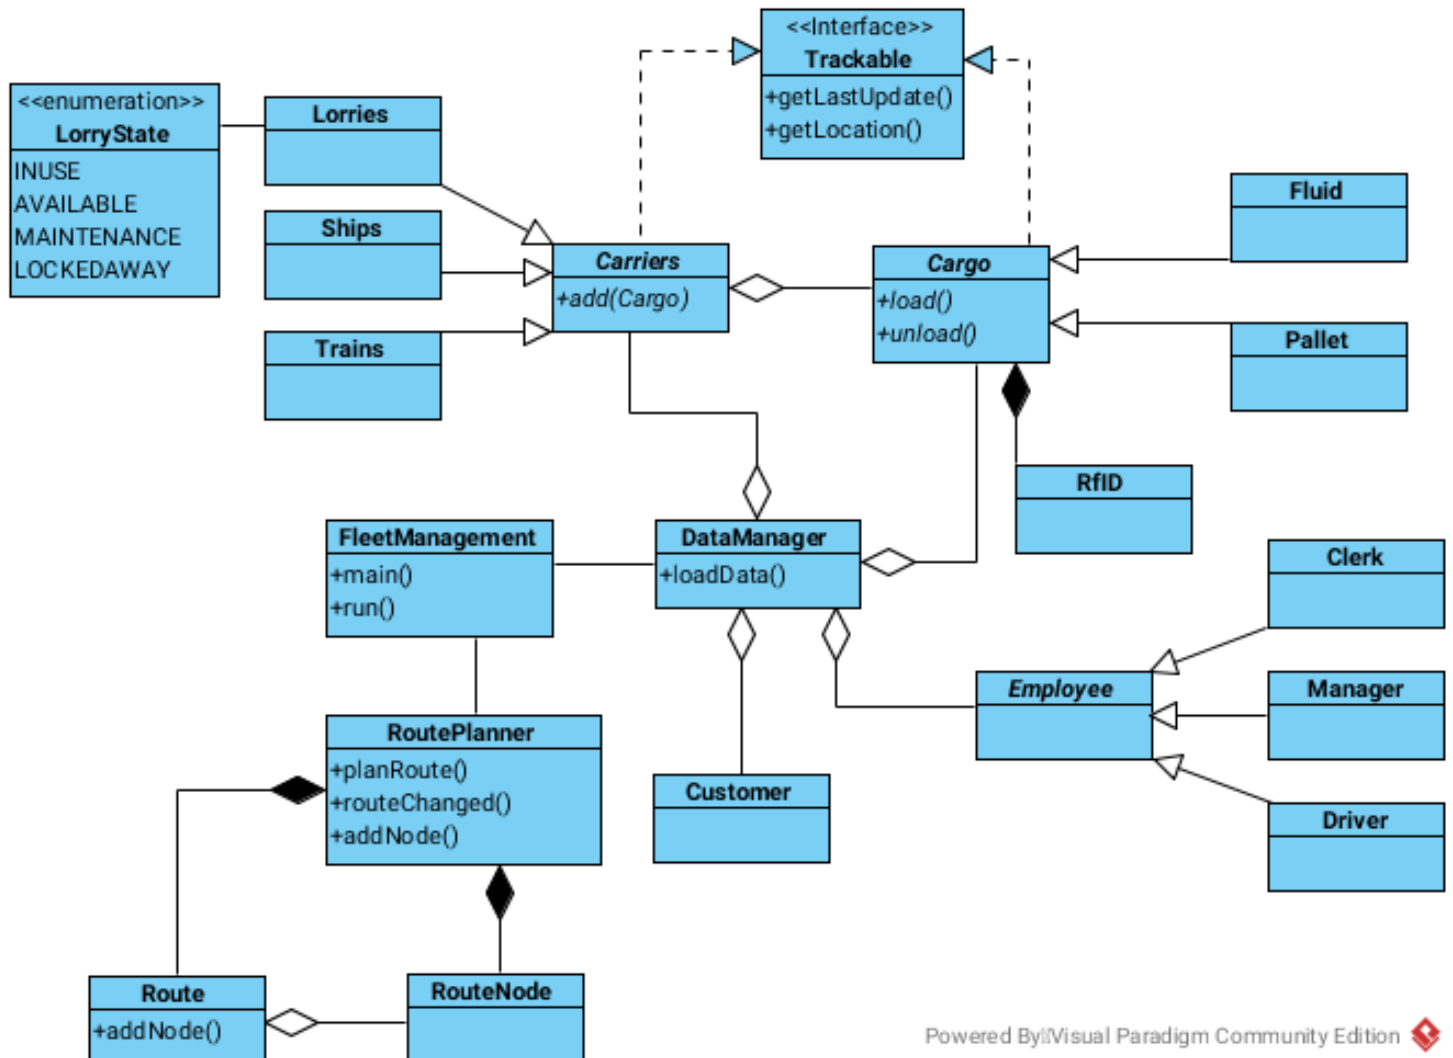 <<Interface>>
Trackable
+getLastUpdate()
+getLocation()
<<enumeration>>
LorryState
INUSE
AVAILABLE
MAINTENANCE
LOCKEDAWAY
Lorries
Ships
Trains
Carriers
+add(Cargo)
Cargo
+load()
+unload()
Fluid
Pallet
RfID
FleetManagement
+main()
+run()
DataManager
+loadData()
Clerk
Employee
Manager
Driver
RoutePlanner
+planRoute()
+routeChanged()
+addNode()
Customer
Route
+addNode()
RouteNode
Powered By Visual Paradigm Community Edition